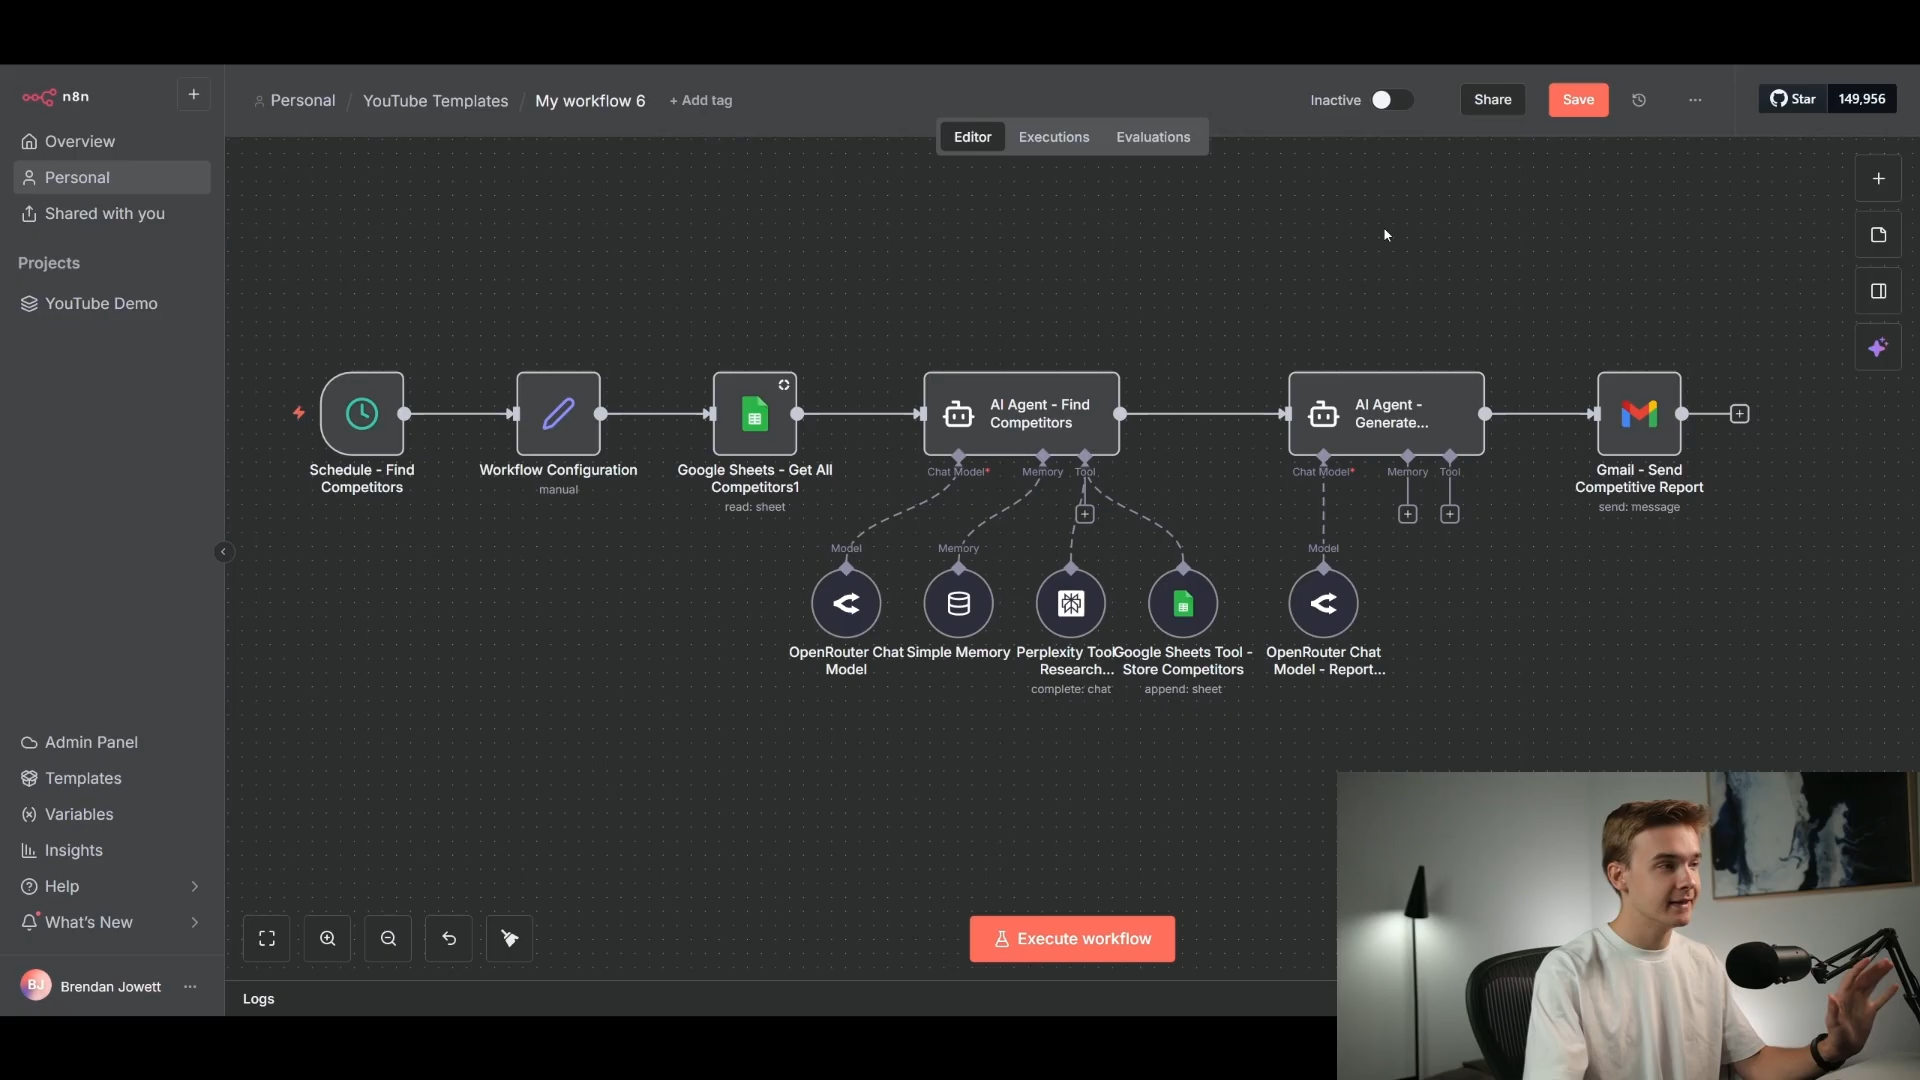 n8n
Personal / YouTube Templates / My workflow 6 + Add tag
Inactive
Share
Save
Star 149,956
Editor Executions Evaluations
Overview
Personal
Shared with you
Projects
YouTube Demo
Schedule - Find
Competitors
Workflow Configuration
manual
Google Sheets - Get All
Competitors1
read: sheet
AI Agent - Find
Competitors
Chat Model*
Memory
Tool
AI Agent -
Generate...
Chat Model*
Memory
Tool
Gmail - Send
Competitive Report
send: message
Model
Memory
Model
OpenRouter Chat
Model
Simple Memory
Perplexity Tool
Research...
complete: chat
Google Sheets Tool -
Store Competitors
append: sheet
OpenRouter Chat
Model - Report...
Admin Panel
Templates
Variables
Insights
Help
What's New
BJ Brendan Jowett
Execute workflow
Logs